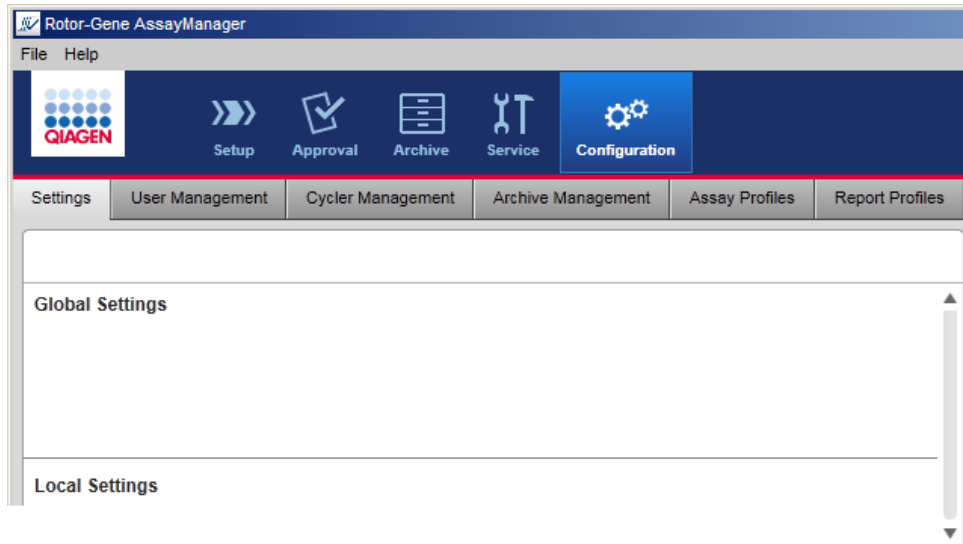 Rotor-Gene AssayManager
File Help
QIAGEN
Setup Approval Archive Service Configuration
Settings User Management Cycler Management Archive Management Assay Profiles Report Profiles
Global Settings
Local Settings